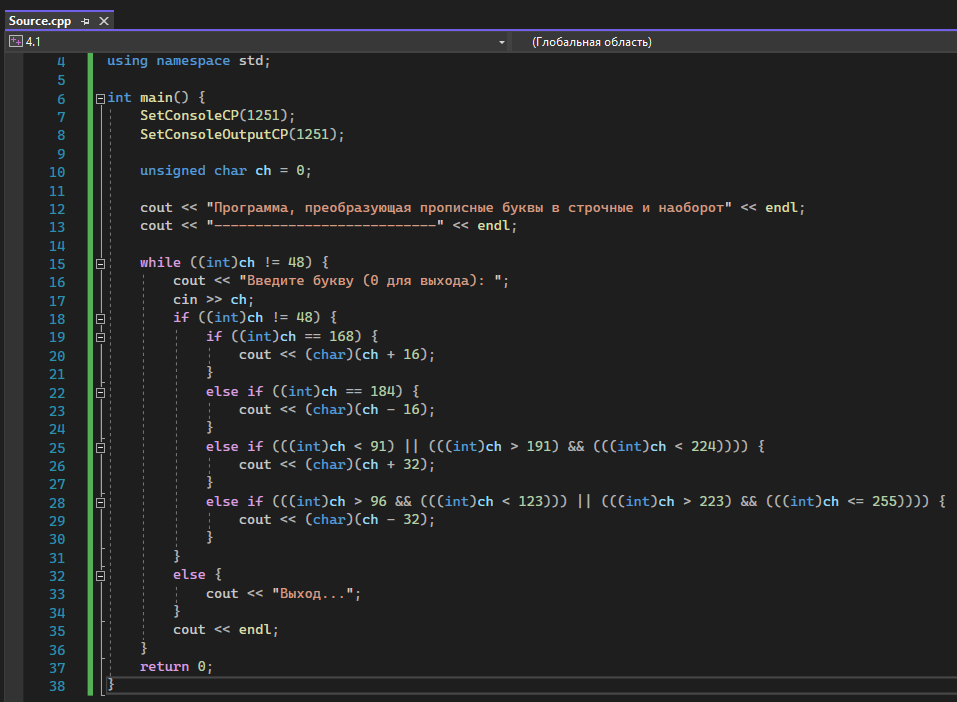 Source.cpp
4.1 (Глобальная область)
4 using namespace std;
5
6 int main() {
7 SetConsoleCP(1251);
8 SetConsoleOutputCP(1251);
9
10 unsigned char ch = 0;
11
12 cout << "Программа, преобразующая прописные буквы в строчные и наоборот" << endl;
13 cout << "---------------------------" << endl;
14
15 while ((int)ch != 48) {
16 cout << "Введите букву (0 для выхода): ";
17 cin >> ch;
18 if ((int)ch != 48) {
19 if ((int)ch == 168) {
20 cout << (char)(ch + 16);
21 }
22 else if ((int)ch == 184) {
23 cout << (char)(ch - 16);
24 }
25 else if (((int)ch < 91) || (((int)ch > 191) && (((int)ch < 224)))) {
26 cout << (char)(ch + 32);
27 }
28 else if (((int)ch > 96 && (((int)ch < 123))) || (((int)ch > 223) && (((int)ch <= 255)))) {
29 cout << (char)(ch - 32);
30 }
31 }
32 else {
33 cout << "Выход...";
34 }
35 cout << endl;
36 }
37 return 0;
38 }